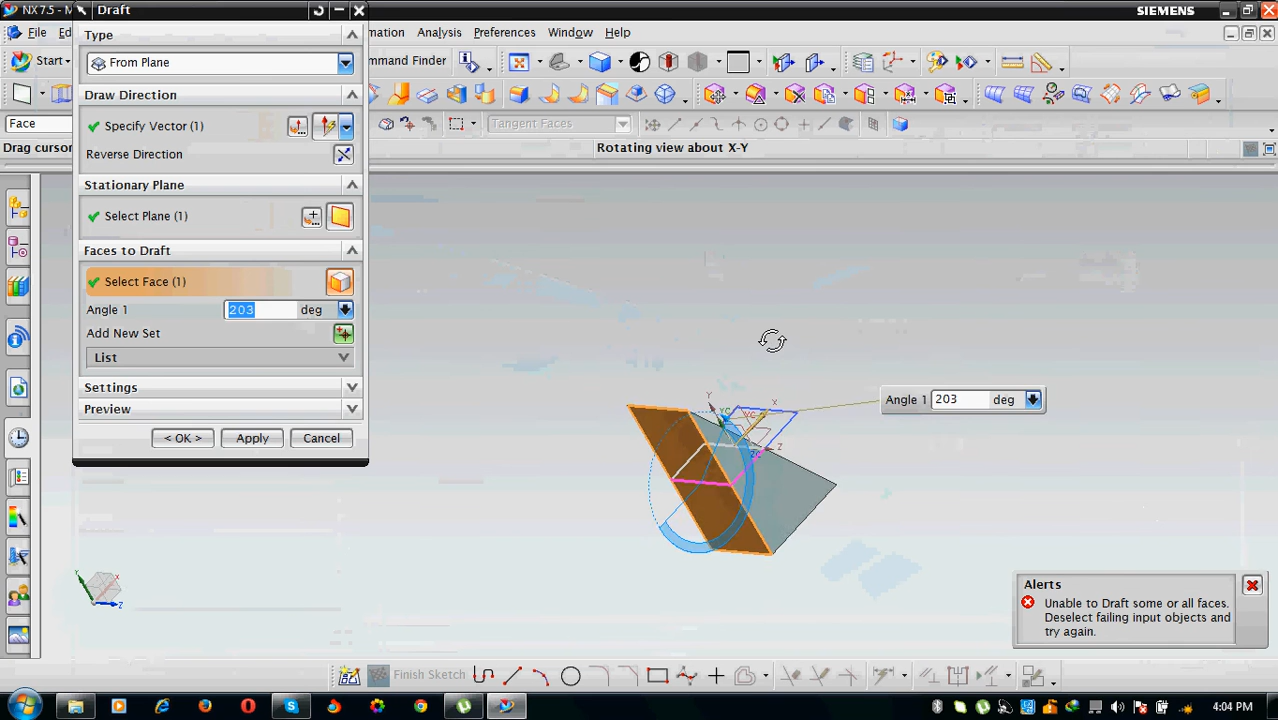 NX 7.5 - M
Draft
SIEMENS
File
E
mation
Analysis
Preferences
Window
Help
Type
Start
From Plane
mmand Finder
Draw Direction
Face
Specify Vector (1)
Tangent Faces
Drag curso
Reverse Direction
Rotating view about X-Y
Stationary Plane
Select Plane (1)
Faces to Draft
Select Face (1)
Angle 1
203
deg
Add New Set
List
Settings
Preview
< OK >
Apply
Cancel
Angle 1
203
deg
Y
X
YC
XC
Z
ZC
Y
X
Z
Alerts
Unable to Draft some or all faces.
Deselect failing input objects and
try again.
Finish Sketch
4:04 PM